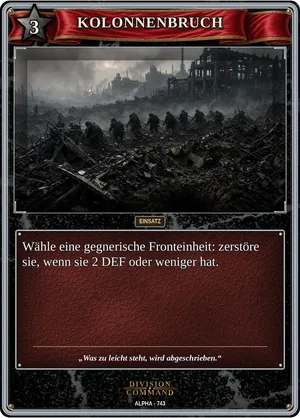 3
KOLONNENBRUCH
EINSATZ
Wähle eine gegnerische Fronteinheit: zerstöre
sie, wenn sie 2 DEF oder weniger hat.
„Was zu leicht steht, wird abgeschrieben.“
DIVISION
COMMAND
ALPHA - 743